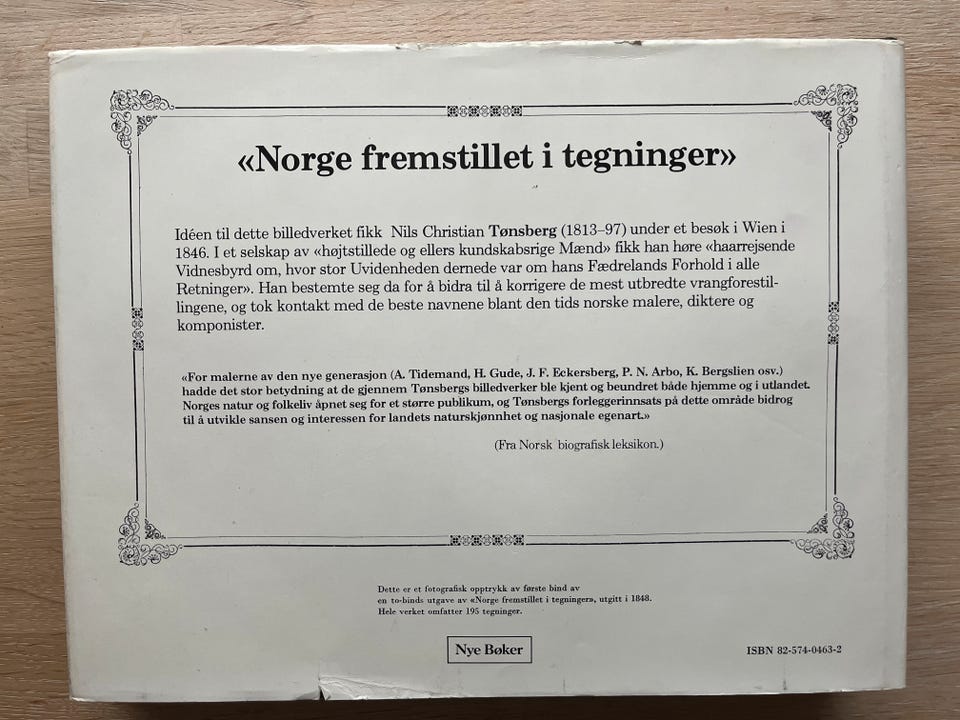 «Norge fremstillet i tegninger»
Idéen til dette billedverket fikk Nils Christian Tønsberg (1813–97) under et besøk i Wien i
1846. I et selskap av «højtstillede og ellers kundskabsrige Mænd» fikk han høre «haarrejsende
Vidnesbyrd om, hvor stor Uvidenheden dernede var om hans Fædrelands Forhold i alle
Retninger». Han bestemte seg da for å bidra til å korrigere de mest utbredte vrangforestil-
lingene, og tok kontakt med de beste navnene blant den tids norske malere, diktere og
komponister.
«For malerne av den nye generasjon (A. Tidemand, H. Gude, J. F. Eckersberg, P. N. Arbo, K. Bergslien osv.)
hadde det stor betydning at de gjennem Tønsbergs billedverker ble kjent og beundret både hjemme og i utlandet.
Norges natur og folkeliv åpnet seg for et større publikum, og Tønsbergs forleggerinnsats på dette område bidrog
til å utvikle sansen og interessen for landets naturskjønnhet og nasjonale egenart.»
(Fra Norsk biografisk leksikon.)
Dette er et fotografisk opptrykk av første bind av
en to-binds utgave av «Norge fremstillet i tegninger», utgitt i 1848.
Hele verket omfatter 195 tegninger.
Nye Bøker
ISBN 82-574-0463-2